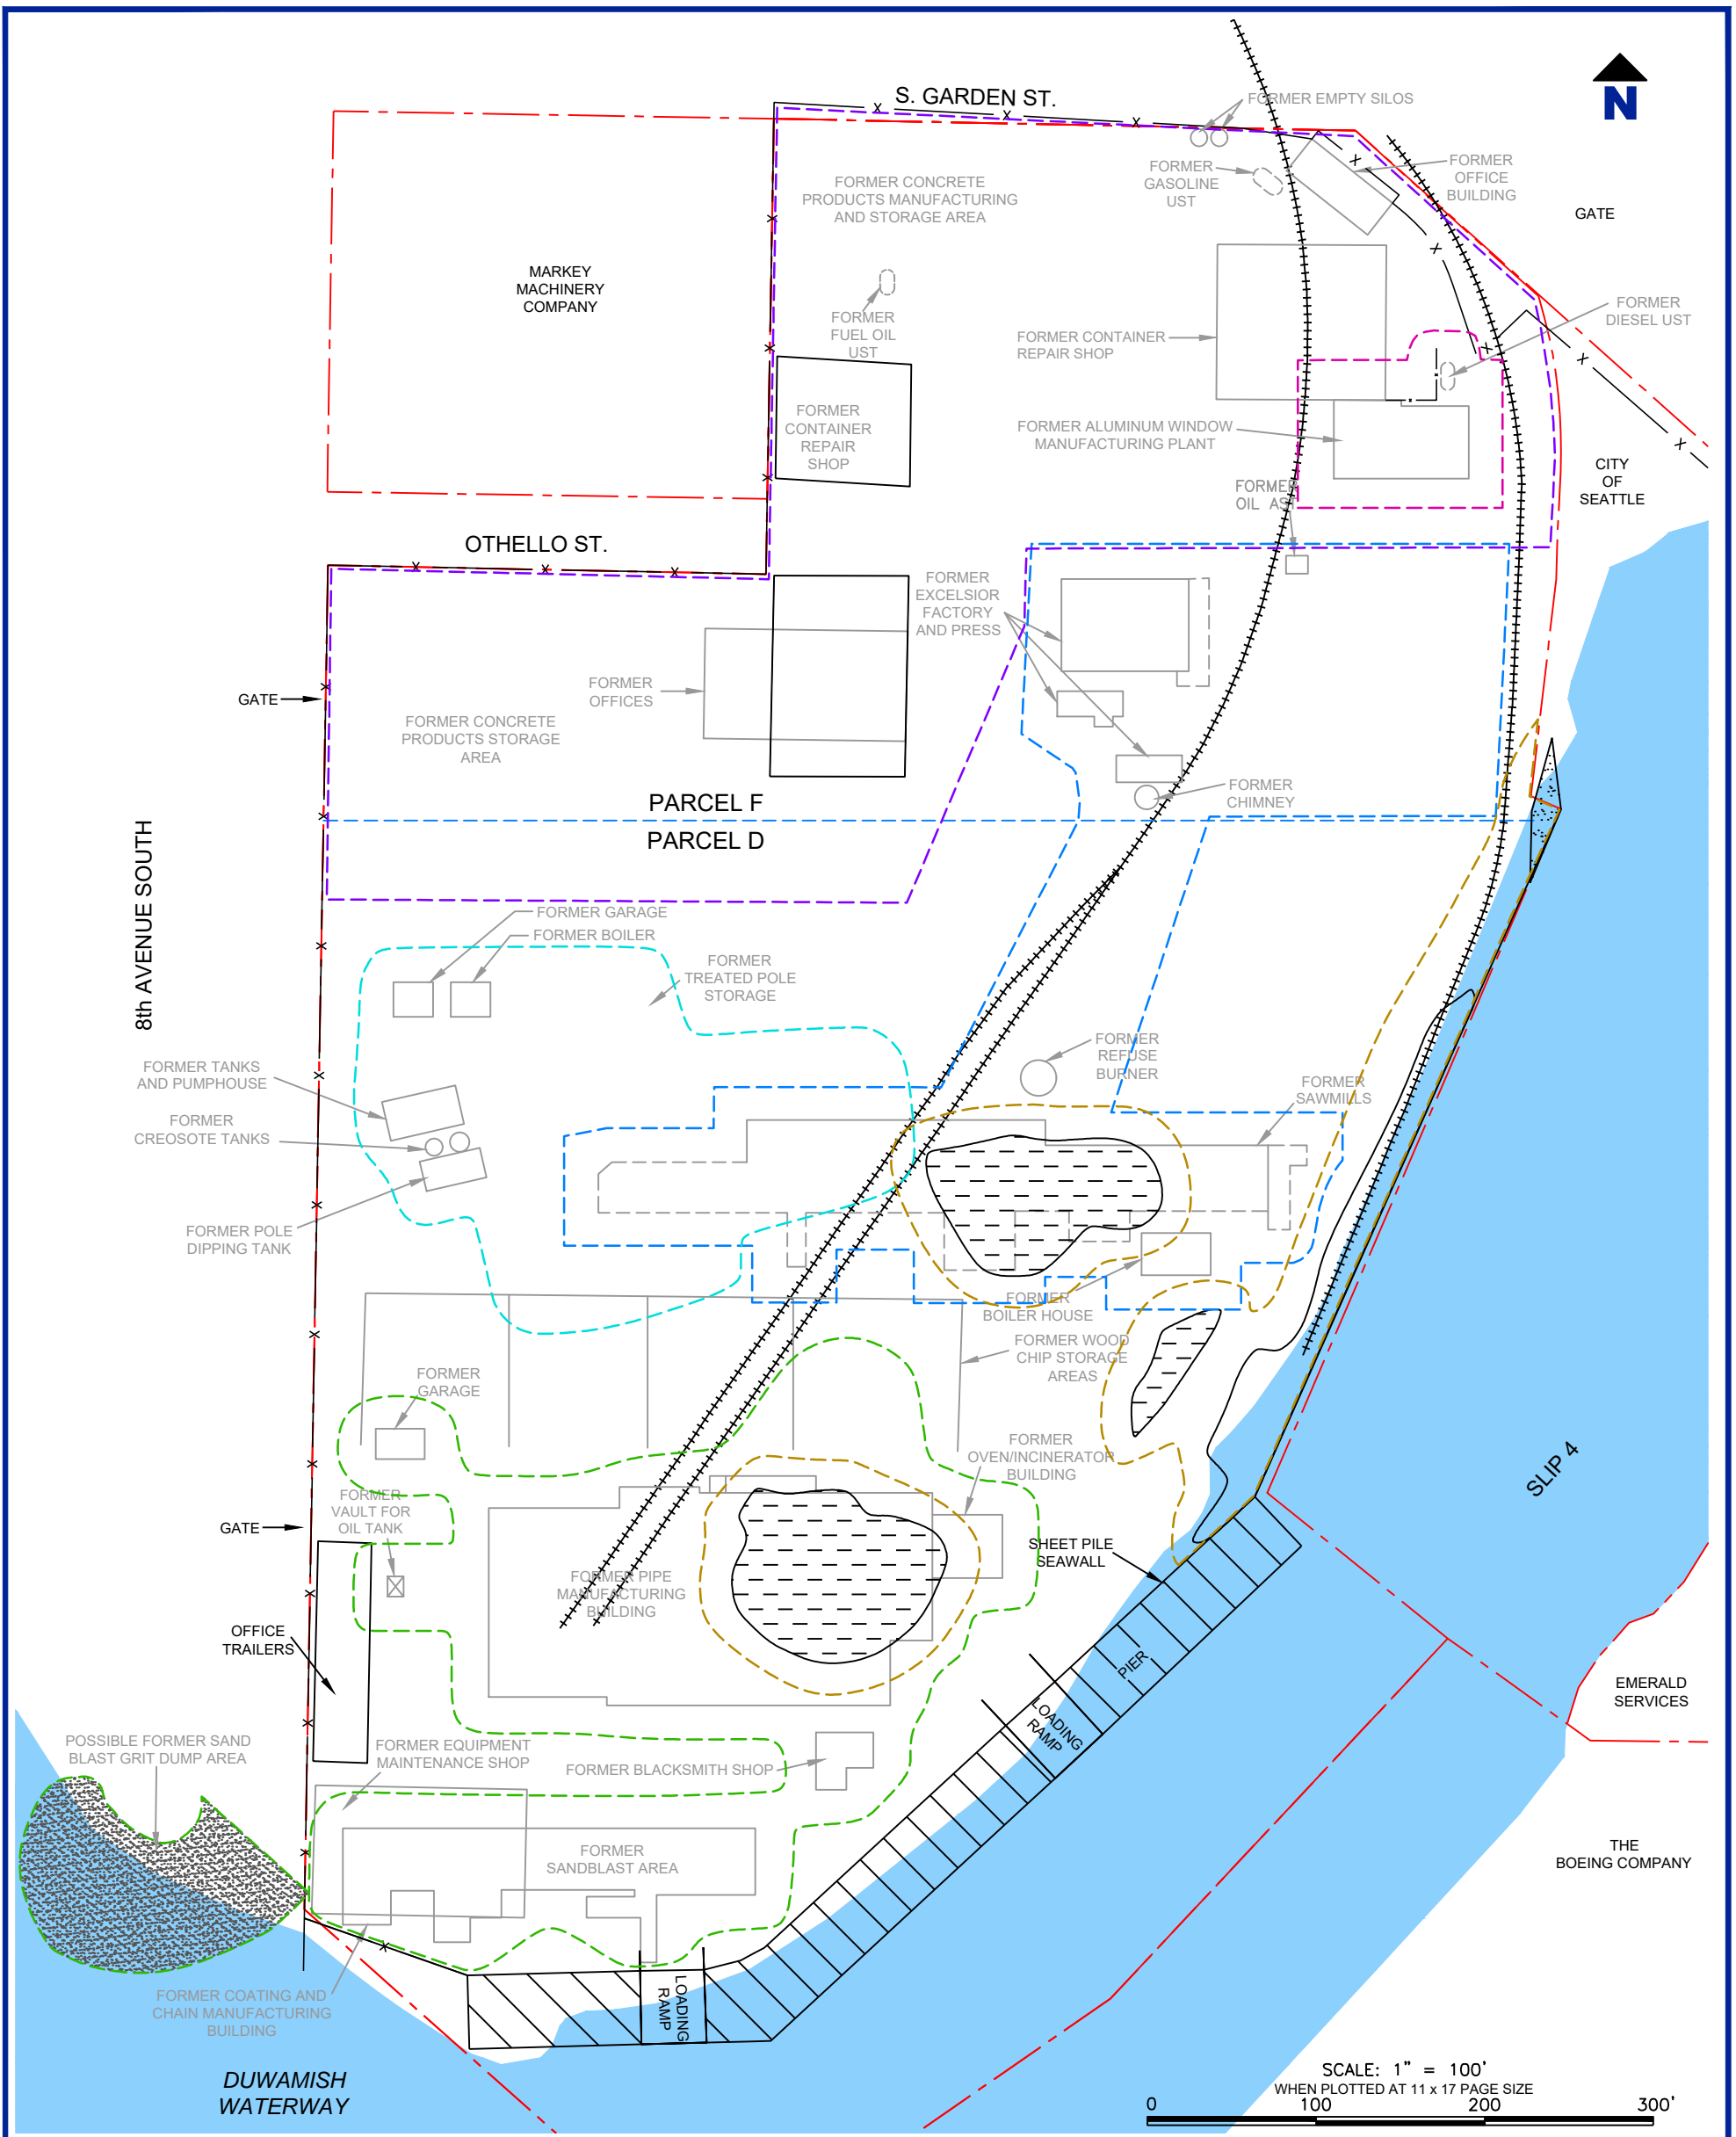 S. GARDEN ST.
N
FORMER EMPTY SILOS
FORMER
GASOLINE
UST
FORMER
OFFICE
BUILDING
GATE
FORMER CONCRETE
PRODUCTS MANUFACTURING
AND STORAGE AREA
MARKEY
MACHINERY
COMPANY
FORMER
FUEL OIL
UST
FORMER CONTAINER
REPAIR SHOP
FORMER
DIESEL UST
FORMER
CONTAINER
REPAIR
SHOP
FORMER ALUMINUM WINDOW
MANUFACTURING PLANT
CITY
OF
SEATTLE
FORMER
OIL AST
OTHELLO ST.
FORMER
EXCELSIOR
FACTORY
AND PRESS
GATE
FORMER
OFFICES
FORMER CONCRETE
PRODUCTS STORAGE
AREA
FORMER
CHIMNEY
PARCEL F
PARCEL D
8th AVENUE SOUTH
FORMER GARAGE
FORMER BOILER
FORMER
TREATED POLE
STORAGE
FORMER TANKS
AND PUMPHOUSE
FORMER
CREOSOTE TANKS
FORMER
REFUSE
BURNER
FORMER
SAWMILLS
FORMER POLE
DIPPING TANK
FORMER
BOILER HOUSE
FORMER WOOD
CHIP STORAGE
AREAS
FORMER
GARAGE
FORMER
OVEN/INCINERATOR
BUILDING
SLIP 4
FORMER
VAULT FOR
OIL TANK
GATE
SHEET PILE
SEAWALL
FORMER PIPE
MANUFACTURING
BUILDING
OFFICE
TRAILERS
PIER
EMERALD
SERVICES
LOADING
RAMP
POSSIBLE FORMER SAND
BLAST GRIT DUMP AREA
FORMER EQUIPMENT
MAINTENANCE SHOP
FORMER BLACKSMITH SHOP
FORMER
SANDBLAST AREA
THE
BOEING COMPANY
FORMER COATING AND
CHAIN MANUFACTURING
BUILDING
LOADING
RAMP
DUWAMISH
WATERWAY
SCALE: 1" = 100'
WHEN PLOTTED AT 11 x 17 PAGE SIZE
0 100 200 300'